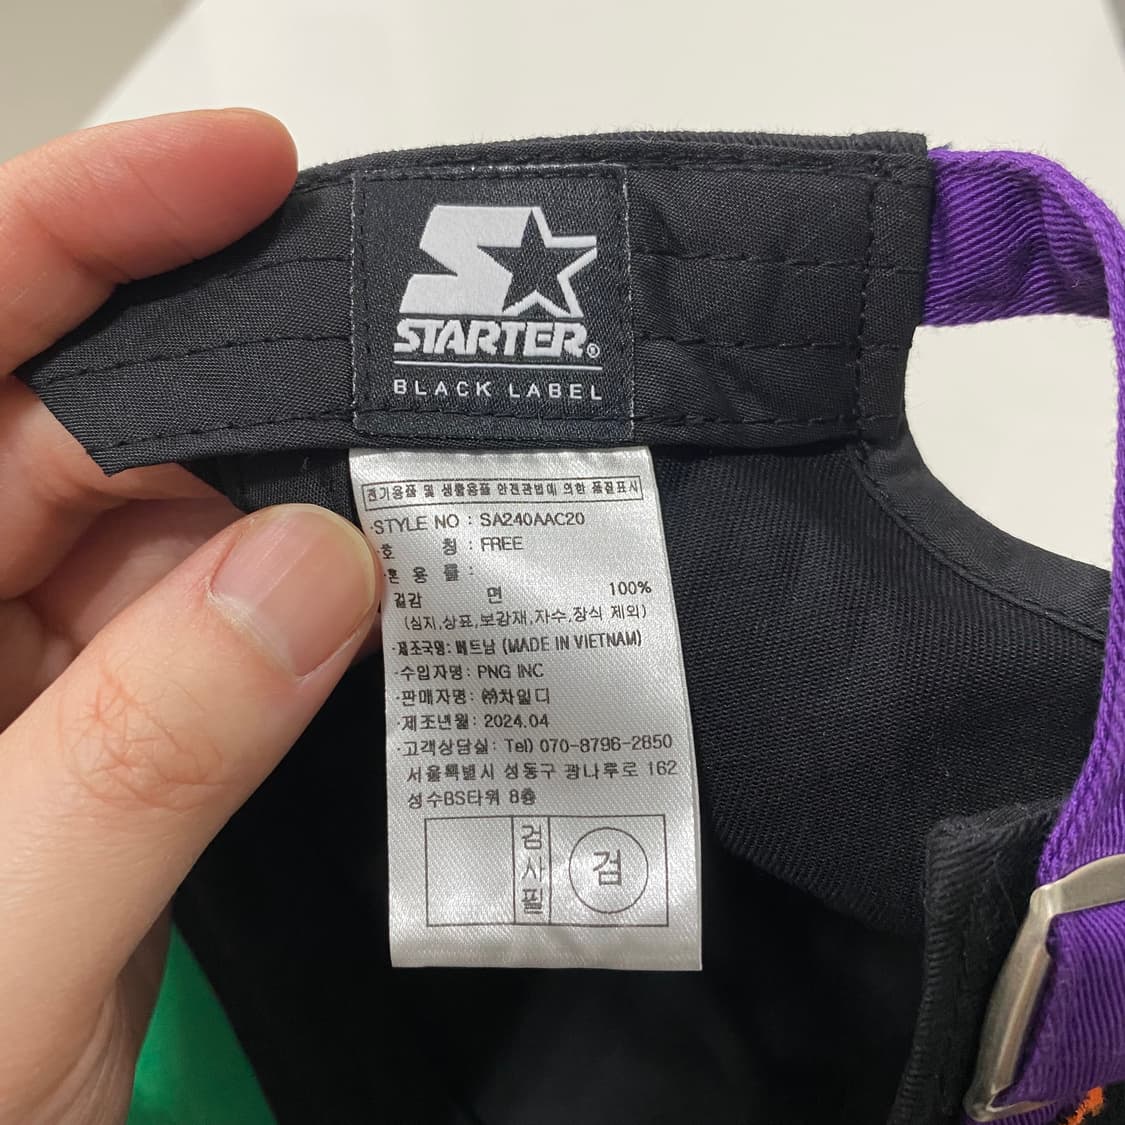 STARTER®
BLACK LABEL
전기용품 및 생활용품 안전관법에 의한 품질표시
·STYLE NO : SA240AAC20
·호 칭 : FREE
·혼 용 률 :
겉감 면 100%
(심지,상표,보강재,자수,장식 제외)
·제조국명: 베트남 (MADE IN VIETNAM)
·수입자명: PNG INC
·판매자명: ㈜차일디
·제조년월: 2024.04
·고객상담실: Tel) 070-8796-2850
서울특별시 성동구 광나루로 162
성수BS타워 8층
검사필
검